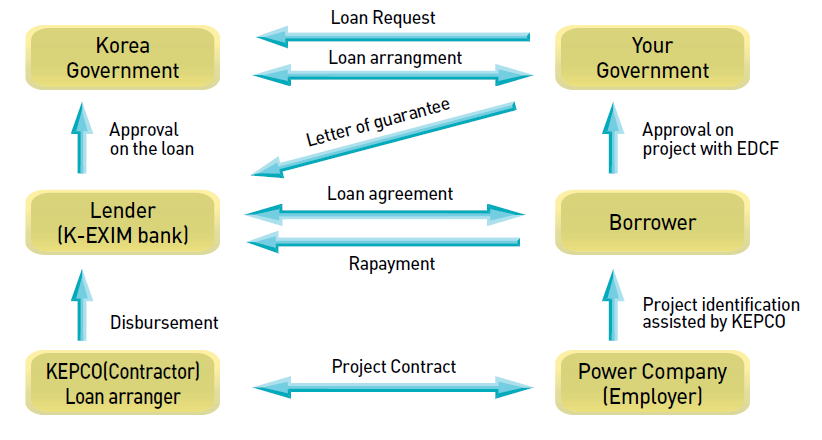 Loan Request
Korea
Government
Your
Government
Loan arrangment
Letter of guarantee
Approval
on the loan
Approval on
project with EDCF
Loan agreement
Lender
(K-EXIM bank)
Borrower
Rapayment
Disbursement
Project identification
assisted by KEPCO
KEPCO(Contractor)
Loan arranger
Project Contract
Power Company
(Employer)